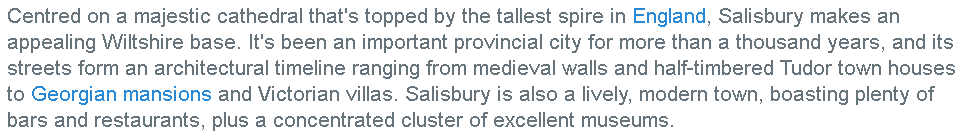 Centred on a majestic cathedral that's topped by the tallest spire in England, Salisbury makes an
appealing Wiltshire base. It's been an important provincial city for more than a thousand years, and its
streets form an architectural timeline ranging from medieval walls and half-timbered Tudor town houses
to Georgian mansions and Victorian villas. Salisbury is also a lively, modern town, boasting plenty of
bars and restaurants, plus a concentrated cluster of excellent museums.